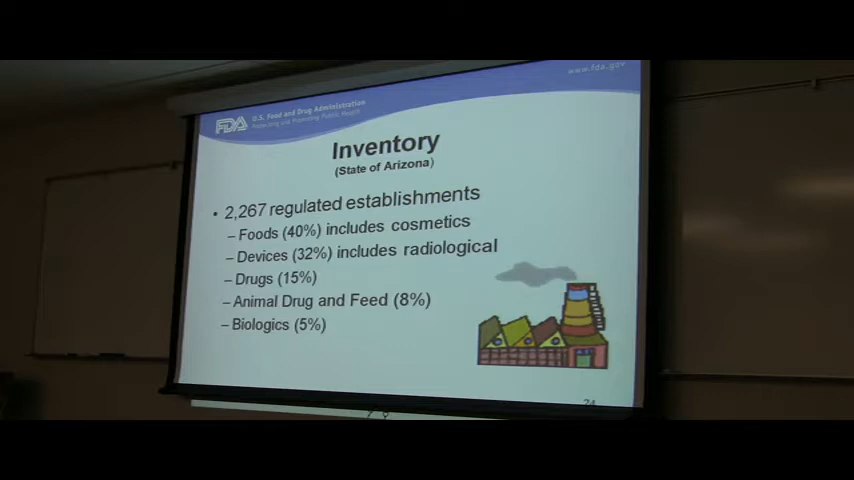 www.fda.gov
FDA U.S. Food and Drug Administration
Protecting and Promoting Public Health
Inventory
(State of Arizona)
• 2,267 regulated establishments
– Foods (40%) includes cosmetics
– Devices (32%) includes radiological
– Drugs (15%)
– Animal Drug and Feed (8%)
– Biologics (5%)
24